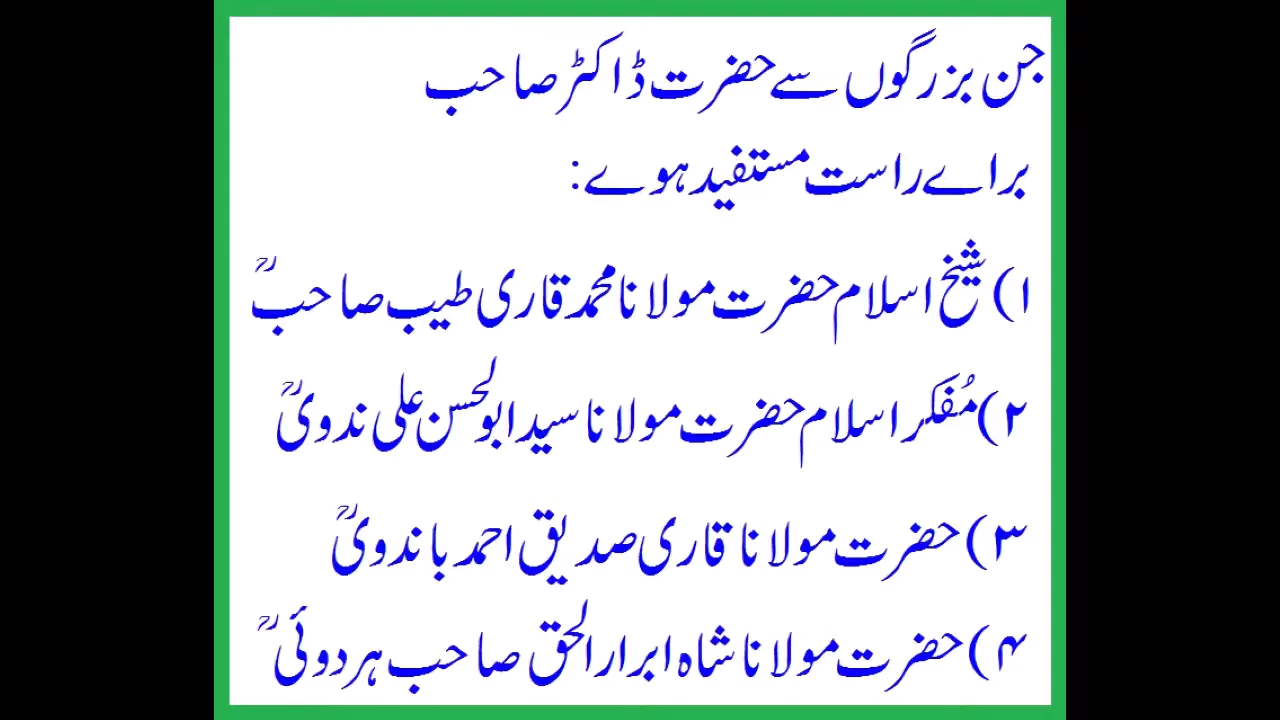 جن بزرگوں سے حضرت ڈاکٹر صاحب
براے راست مستفید ہوے:
۱) شیخ اسلام حضرت مولانا محمد قاری طیب صاحبؒ
۲) مُفکر اسلام حضرت مولانا سید ابوالحسن علی ندویؒ
۳) حضرت مولانا قاری صدیق احمد باندویؒ
۴) حضرت مولانا شاہ ابرارالحق صاحب ہردوئیؒ